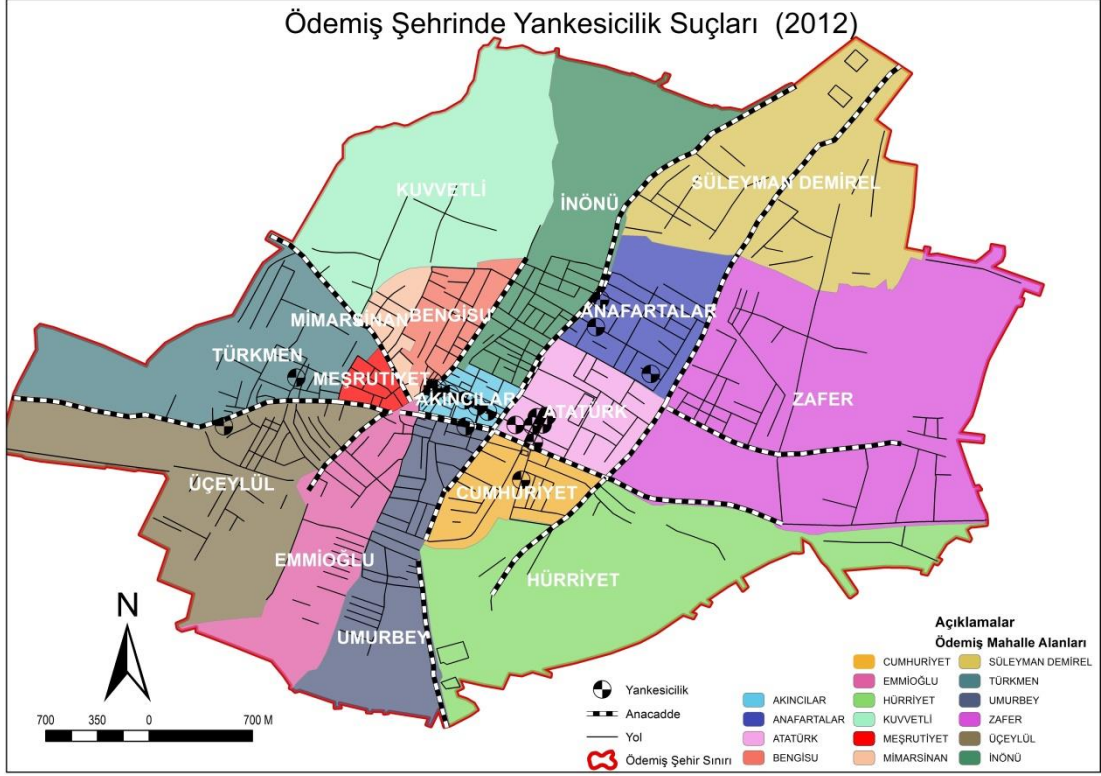 Ödemiş Şehrinde Yankesicilik Suçları (2012)
KUVVETLİ
İNÖNÜ
SÜLEYMAN DEMİREL
MİMARSİNAN
BENGİSU
ANAFARTALAR
TÜRKMEN
MEŞRUTİYET
AKINCILAR
ATATÜRK
ZAFER
ÜÇEYLÜL
CUMHURİYET
EMMİOĞLU
HÜRRİYET
UMURBEY
N
700 350 0 700 M
Yankesicilik
Anacadde
Yol
Ödemiş Şehir Sınırı
Açıklamalar
Ödemiş Mahalle Alanları
AKINCILAR
ANAFARTALAR
ATATÜRK
BENGİSU
CUMHURİYET
EMMİOĞLU
HÜRRİYET
KUVVETLİ
MEŞRUTİYET
MİMARSİNAN
SÜLEYMAN DEMİREL
TÜRKMEN
UMURBEY
ZAFER
ÜÇEYLÜL
İNÖNÜ